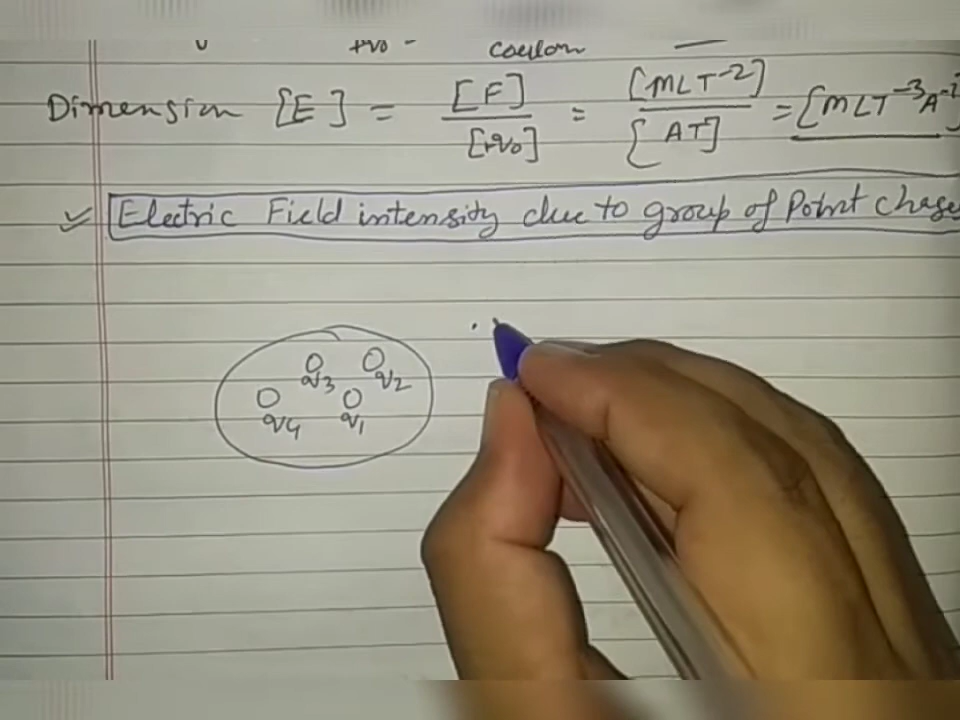 +q₀ - Coulom
Dimension [E] = [F] / [+q₀] = [MLT⁻²] / [AT] = [MLT⁻³A⁻¹]
Electric Field intensity due to group of Point Chage
q₃ q₂
q₄ q₁